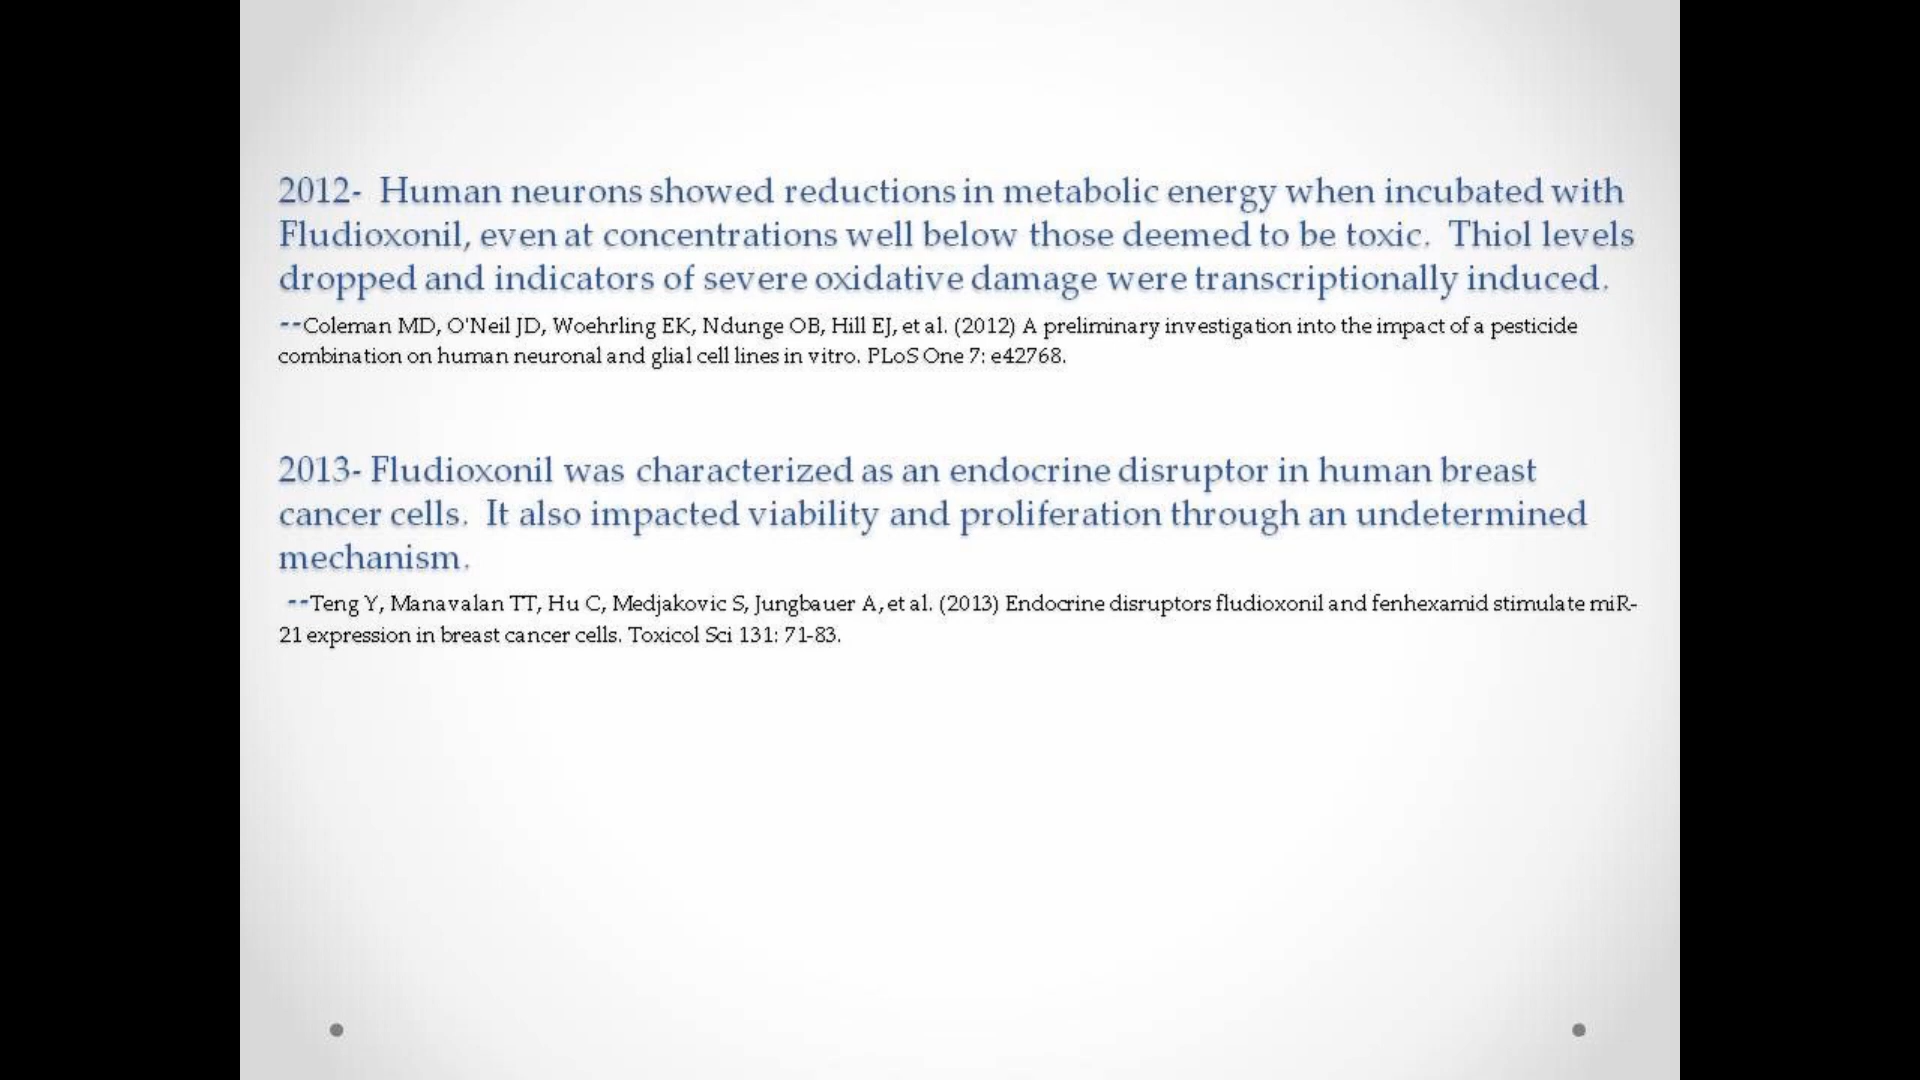 2012-  Human neurons showed reductions in metabolic energy when incubated with
Fludioxonil, even at concentrations well below those deemed to be toxic.  Thiol levels
dropped and indicators of severe oxidative damage were transcriptionally induced.
--Coleman MD, O'Neil JD, Woehrling EK, Ndunge OB, Hill EJ, et al. (2012) A preliminary investigation into the impact of a pesticide
combination on human neuronal and glial cell lines in vitro. PLoS One 7: e42768.
2013- Fludioxonil was characterized as an endocrine disruptor in human breast
cancer cells.  It also impacted viability and proliferation through an undetermined
mechanism.
--Teng Y, Manavalan TT, Hu C, Medjakovic S, Jungbauer A, et al. (2013) Endocrine disruptors fludioxonil and fenhexamid stimulate miR-
21 expression in breast cancer cells. Toxicol Sci 131: 71-83.